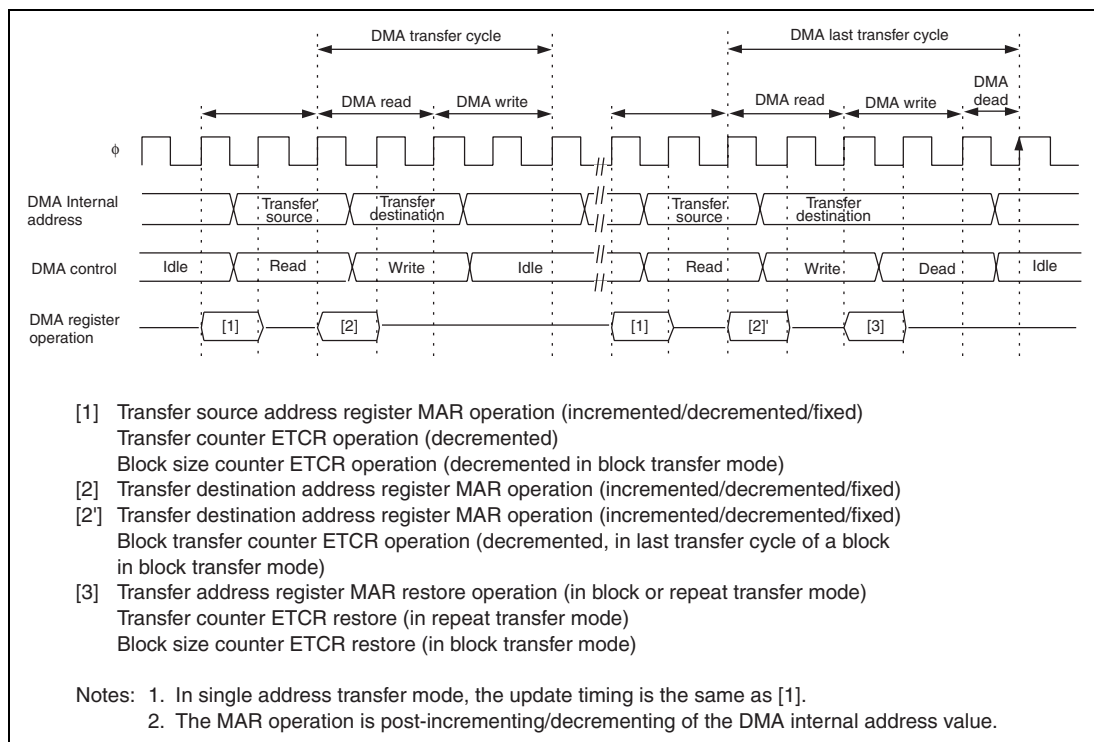 DMA transfer cycle
DMA last transfer cycle
DMA read
DMA write
DMA read
DMA write
DMA
dead
φ
DMA Internal
address
Transfer
source
Transfer
destination
Transfer
source
Transfer
destination
DMA control
Idle
Read
Write
Idle
Read
Write
Dead
Idle
DMA register
operation
[1]
[2]
[1]
[2]'
[3]
[1] Transfer source address register MAR operation (incremented/decremented/fixed)
Transfer counter ETCR operation (decremented)
Block size counter ETCR operation (decremented in block transfer mode)
[2] Transfer destination address register MAR operation (incremented/decremented/fixed)
[2'] Transfer destination address register MAR operation (incremented/decremented/fixed)
Block transfer counter ETCR operation (decremented, in last transfer cycle of a block
in block transfer mode)
[3] Transfer address register MAR restore operation (in block or repeat transfer mode)
Transfer counter ETCR restore (in repeat transfer mode)
Block size counter ETCR restore (in block transfer mode)
Notes: 1. In single address transfer mode, the update timing is the same as [1].
2. The MAR operation is post-incrementing/decrementing of the DMA internal address value.